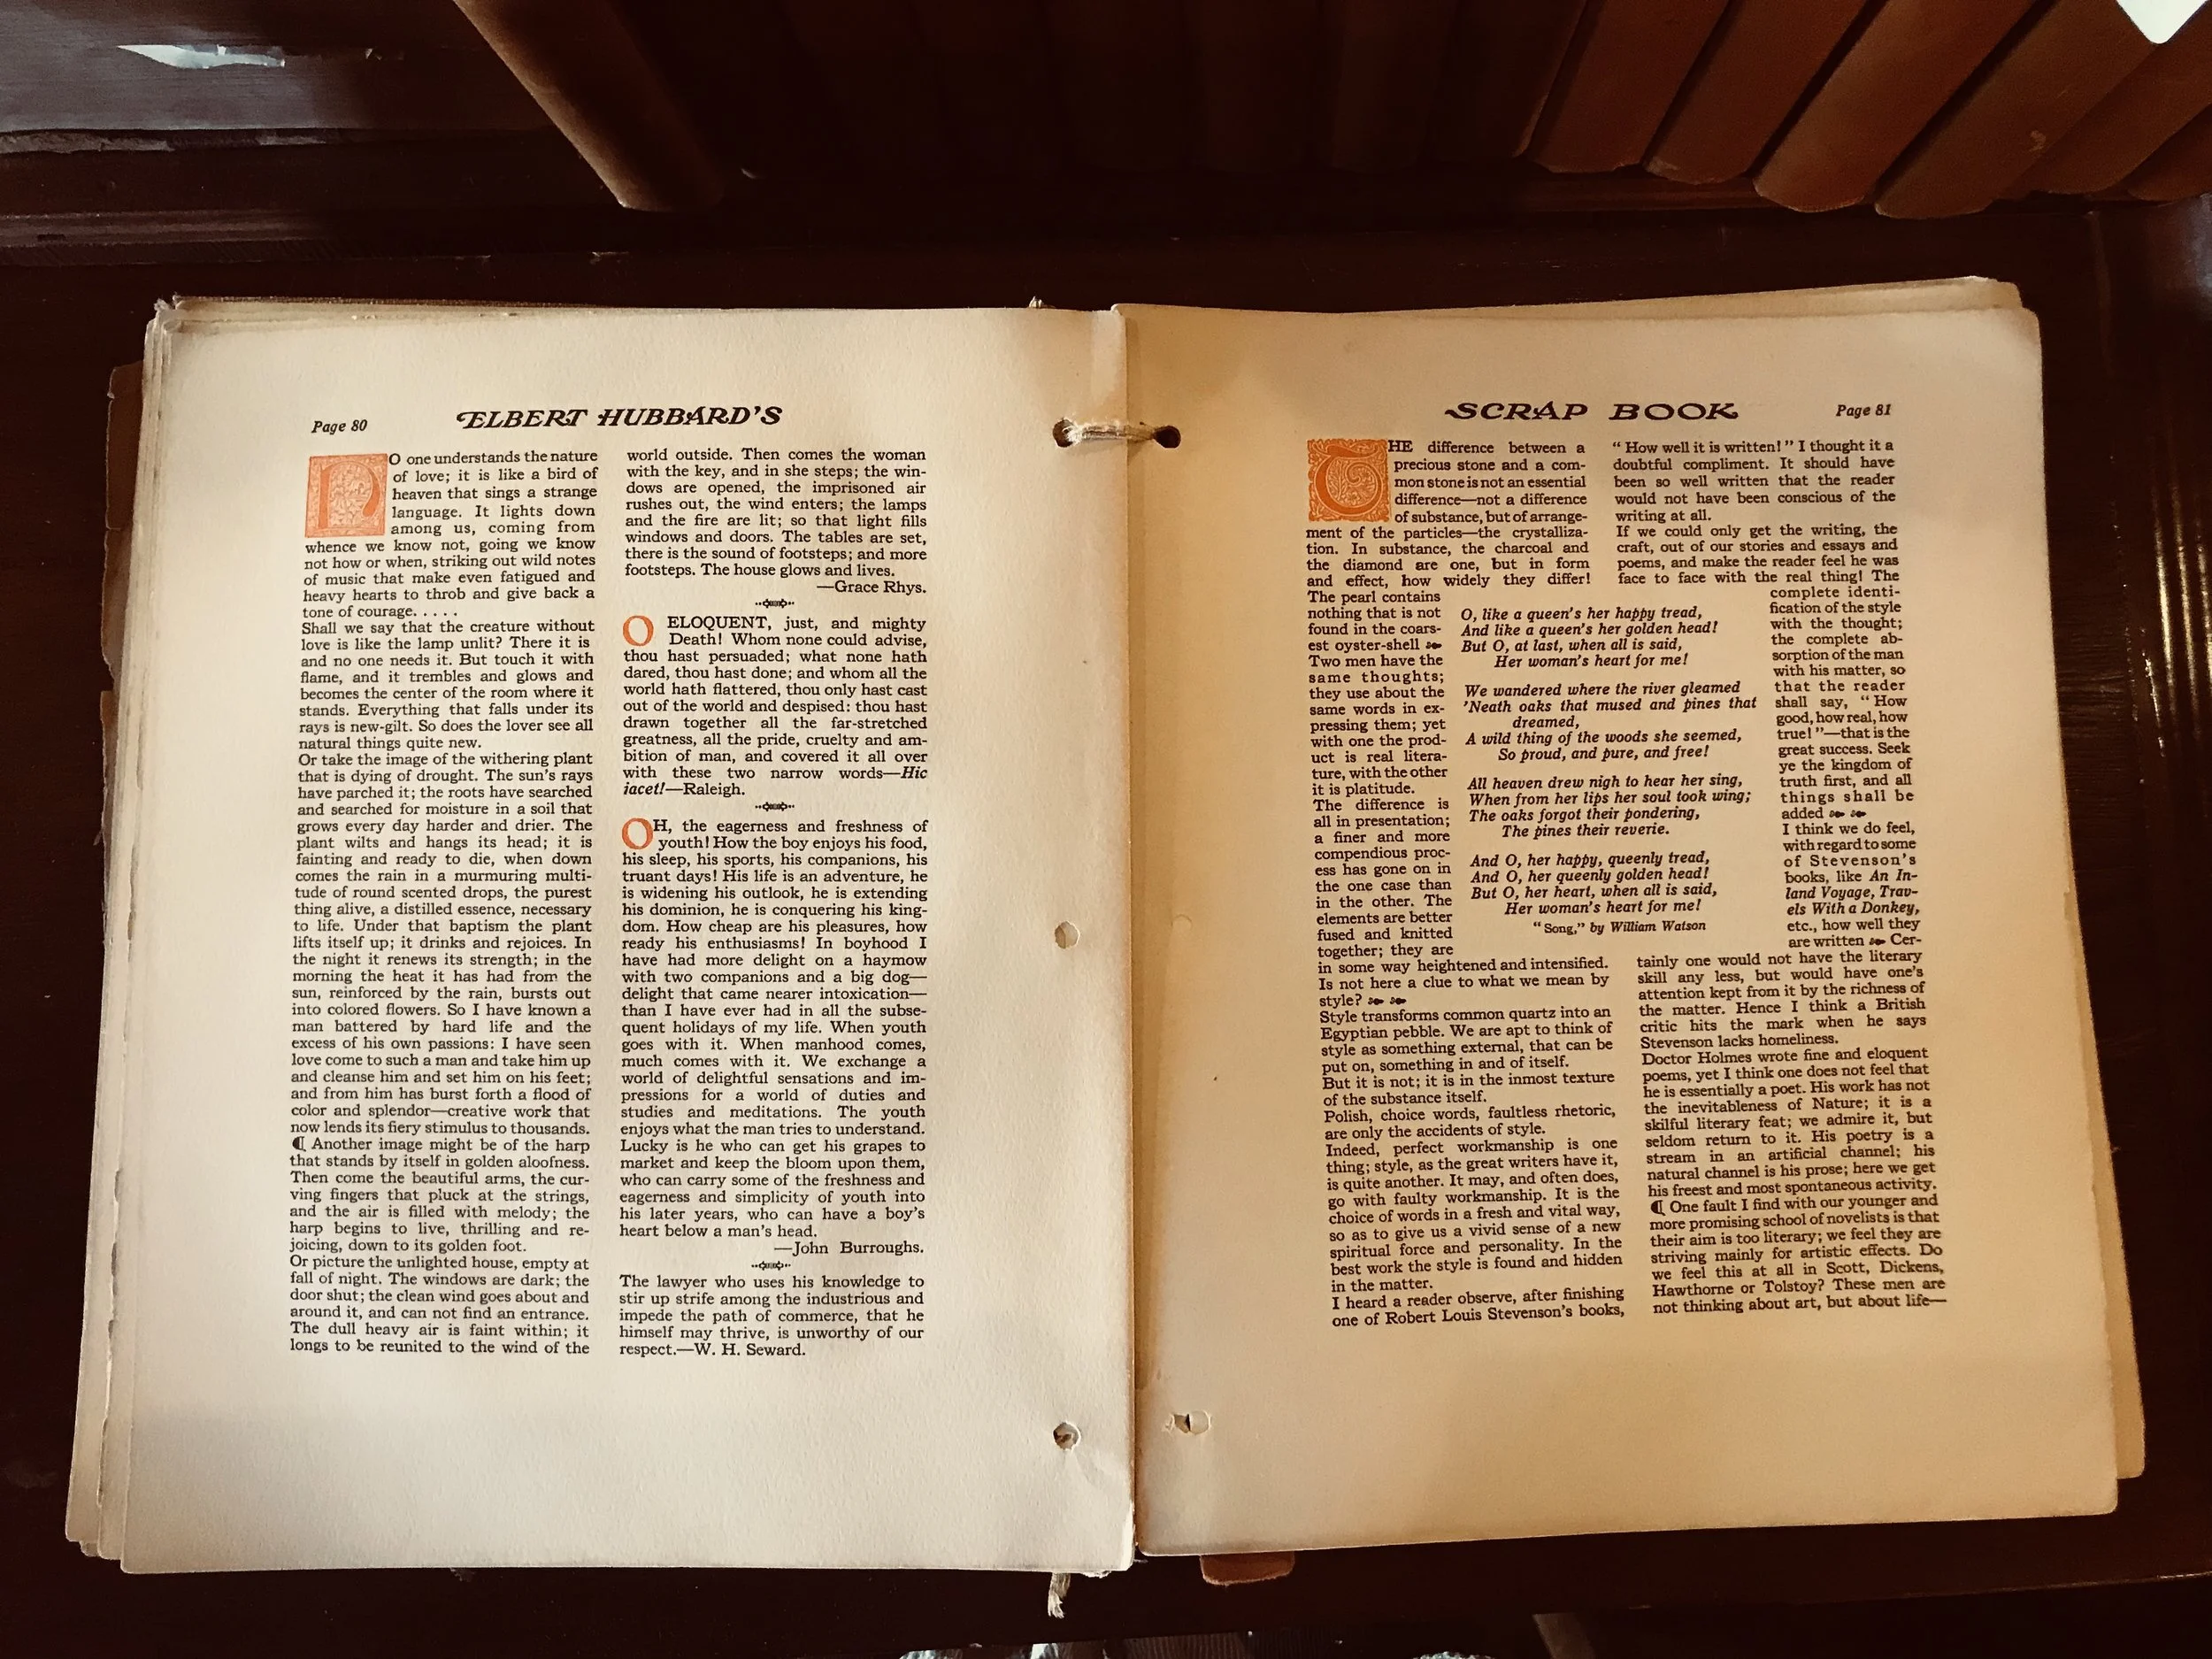 Page 80
ELBERT HUBBARD'S
NO one understands the nature
of love; it is like a bird of
heaven that sings a strange
language. It lights down
among us, coming from
whence we know not, going we know
not how or when, striking out wild notes
of music that make even fatigued and
heavy hearts to throb and give back a
tone of courage. . . . .
Shall we say that the creature without
love is like the lamp unlit? There it is
and no one needs it. But touch it with
flame, and it trembles and glows and
becomes the center of the room where it
stands. Everything that falls under its
rays is new-gilt. So does the lover see all
natural things quite new.
Or take the image of the withering plant
that is dying of drought. The sun's rays
have parched it; the roots have searched
and searched for moisture in a soil that
grows every day harder and drier. The
plant wilts and hangs its head; it is
fainting and ready to die, when down
comes the rain in a murmuring multi-
tude of round scented drops, the purest
thing alive, a distilled essence, necessary
to life. Under that baptism the plant
lifts itself up; it drinks and rejoices. In
the night it renews its strength; in the
morning the heat it has had from the
sun, reinforced by the rain, bursts out
into colored flowers. So I have known a
man battered by hard life and the
excess of his own passions: I have seen
love come to such a man and take him up
and cleanse him and set him on his feet;
and from him has burst forth a flood of
color and splendor—creative work that
now lends its fiery stimulus to thousands.
¶ Another image might be of the harp
that stands by itself in golden aloofness.
Then come the beautiful arms, the cur-
ving fingers that pluck at the strings,
and the air is filled with melody; the
harp begins to live, thrilling and re-
joicing, down to its golden foot.
Or picture the unlighted house, empty at
fall of night. The windows are dark; the
door shut; the clean wind goes about and
around it, and can not find an entrance.
The dull heavy air is faint within; it
longs to be reunited to the wind of the
world outside. Then comes the woman
with the key, and in she steps; the win-
dows are opened, the imprisoned air
rushes out, the wind enters; the lamps
and the fire are lit; so that light fills
windows and doors. The tables are set,
there is the sound of footsteps; and more
footsteps. The house glows and lives.
—Grace Rhys.
O ELOQUENT, just, and mighty
Death! Whom none could advise,
thou hast persuaded; what none hath
dared, thou hast done; and whom all the
world hath flattered, thou only hast cast
out of the world and despised: thou hast
drawn together all the far-stretched
greatness, all the pride, cruelty and am-
bition of man, and covered it all over
with these two narrow words—Hic
iacet!—Raleigh.
OH, the eagerness and freshness of
youth! How the boy enjoys his food,
his sleep, his sports, his companions, his
truant days! His life is an adventure, he
is widening his outlook, he is extending
his dominion, he is conquering his king-
dom. How cheap are his pleasures, how
ready his enthusiasms! In boyhood I
have had more delight on a haymow
with two companions and a big dog—
delight that came nearer intoxication—
than I have ever had in all the subse-
quent holidays of my life. When youth
goes with it. When manhood comes,
much comes with it. We exchange a
world of delightful sensations and im-
pressions for a world of duties and
studies and meditations. The youth
enjoys what the man tries to understand.
Lucky is he who can get his grapes to
market and keep the bloom upon them,
who can carry some of the freshness and
eagerness and simplicity of youth into
his later years, who can have a boy's
heart below a man's head.
—John Burroughs.
The lawyer who uses his knowledge to
stir up strife among the industrious and
impede the path of commerce, that he
himself may thrive, is unworthy of our
respect.—W. H. Seward.
SCRAP BOOK
Page 81
THE difference between a
precious stone and a com-
mon stone is not an essential
difference—not a difference
of substance, but of arrange-
ment of the particles—the crystalliza-
tion. In substance, the charcoal and
the diamond are one, but in form
and effect, how widely they differ!
The pearl contains
nothing that is not
found in the coars-
est oyster-shell
Two men have the
same thoughts;
they use about the
same words in ex-
pressing them; yet
with one the prod-
uct is real litera-
ture, with the other
it is platitude.
The difference is
all in presentation;
a finer and more
compendious proc-
ess has gone on in
the one case than
in the other. The
elements are better
fused and knitted
together; they are
in some way heightened and intensified.
Is not here a clue to what we mean by
style?
Style transforms common quartz into an
Egyptian pebble. We are apt to think of
style as something external, that can be
put on, something in and of itself.
But it is not; it is in the inmost texture
of the substance itself.
Polish, choice words, faultless rhetoric,
are only the accidents of style.
Indeed, perfect workmanship is one
thing; style, as the great writers have it,
is quite another. It may, and often does,
go with faulty workmanship. It is the
choice of words in a fresh and vital way,
so as to give us a vivid sense of a new
spiritual force and personality. In the
best work the style is found and hidden
in the matter.
I heard a reader observe, after finishing
one of Robert Louis Stevenson's books,
O, like a queen's her happy tread,
And like a queen's her golden head!
But O, at last, when all is said,
Her woman's heart for me!
We wandered where the river gleamed
'Neath oaks that mused and pines that
dreamed,
A wild thing of the woods she seemed,
So proud, and pure, and free!
All heaven drew nigh to hear her sing,
When from her lips her soul took wing;
The oaks forgot their pondering,
The pines their reverie.
And O, her happy, queenly tread,
And O, her queenly golden head!
But O, her heart, when all is said,
Her woman's heart for me!
"Song," by William Watson
"How well it is written!" I thought it a
doubtful compliment. It should have
been so well written that the reader
would not have been conscious of the
writing at all.
If we could only get the writing, the
craft, out of our stories and essays and
poems, and make the reader feel he was
face to face with the real thing! The
complete identi-
fication of the style
with the thought;
the complete ab-
sorption of the man
with his matter, so
that the reader
shall say, "How
good, how real, how
true!"—that is the
great success. Seek
ye the kingdom of
truth first, and all
things shall be
added
I think we do feel,
with regard to some
of Stevenson's
books, like An In-
land Voyage, Trav-
els With a Donkey,
etc., how well they
are written Cer-
tainly one would not have the literary
skill any less, but would have one's
attention kept from it by the richness of
the matter. Hence I think a British
critic hits the mark when he says
Stevenson lacks homeliness.
Doctor Holmes wrote fine and eloquent
poems, yet I think one does not feel that
he is essentially a poet. His work has not
the inevitableness of Nature; it is a
skilful literary feat; we admire it, but
seldom return to it. His poetry is a
stream in an artificial channel; his
natural channel is his prose; here we get
his freest and most spontaneous activity.
¶ One fault I find with our younger and
more promising school of novelists is that
their aim is too literary; we feel they are
striving mainly for artistic effects. Do
we feel this at all in Scott, Dickens,
Hawthorne or Tolstoy? These men are
not thinking about art, but about life—